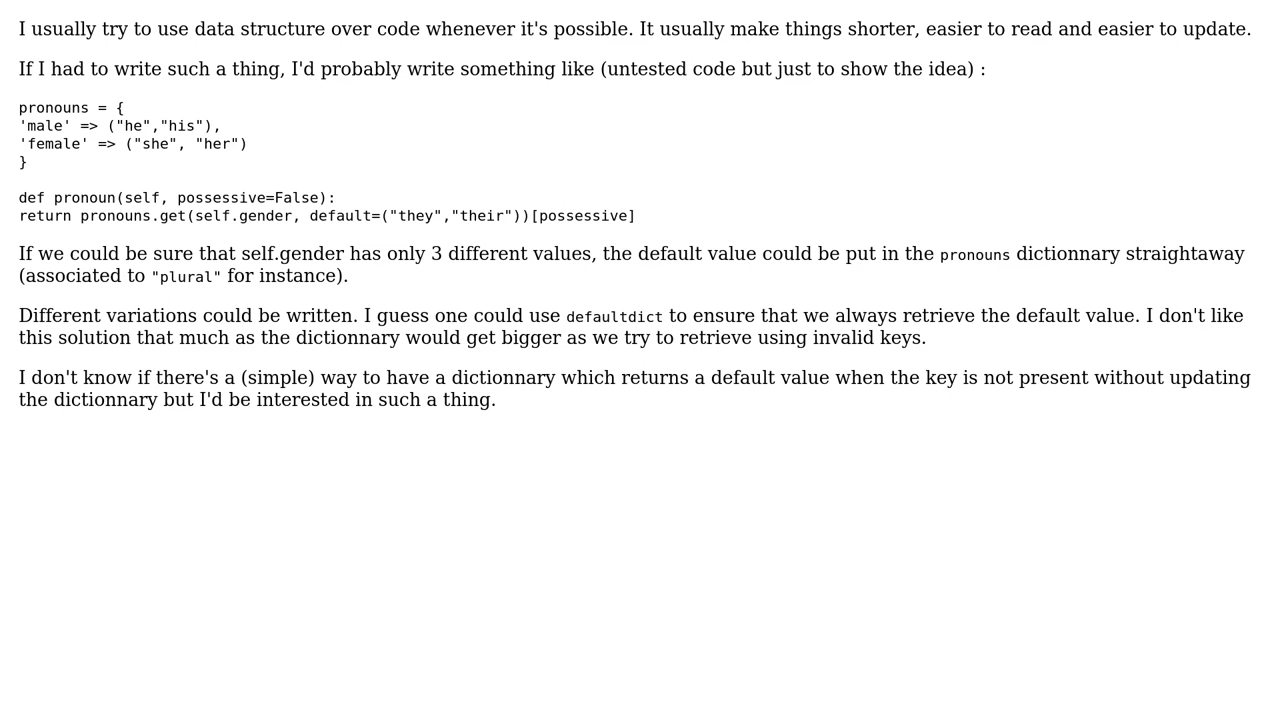 I usually try to use data structure over code whenever it's possible. It usually make things shorter, easier to read and easier to update.
If I had to write such a thing, I'd probably write something like (untested code but just to show the idea) :
pronouns = {
'male' => ("he","his"),
'female' => ("she", "her")
}
def pronoun(self, possessive=False):
return pronouns.get(self.gender, default=("they","their"))[possessive]
If we could be sure that self.gender has only 3 different values, the default value could be put in the pronouns dictionnary straightaway
(associated to "plural" for instance).
Different variations could be written. I guess one could use defaultdict to ensure that we always retrieve the default value. I don't like
this solution that much as the dictionnary would get bigger as we try to retrieve using invalid keys.
I don't know if there's a (simple) way to have a dictionnary which returns a default value when the key is not present without updating
the dictionnary but I'd be interested in such a thing.